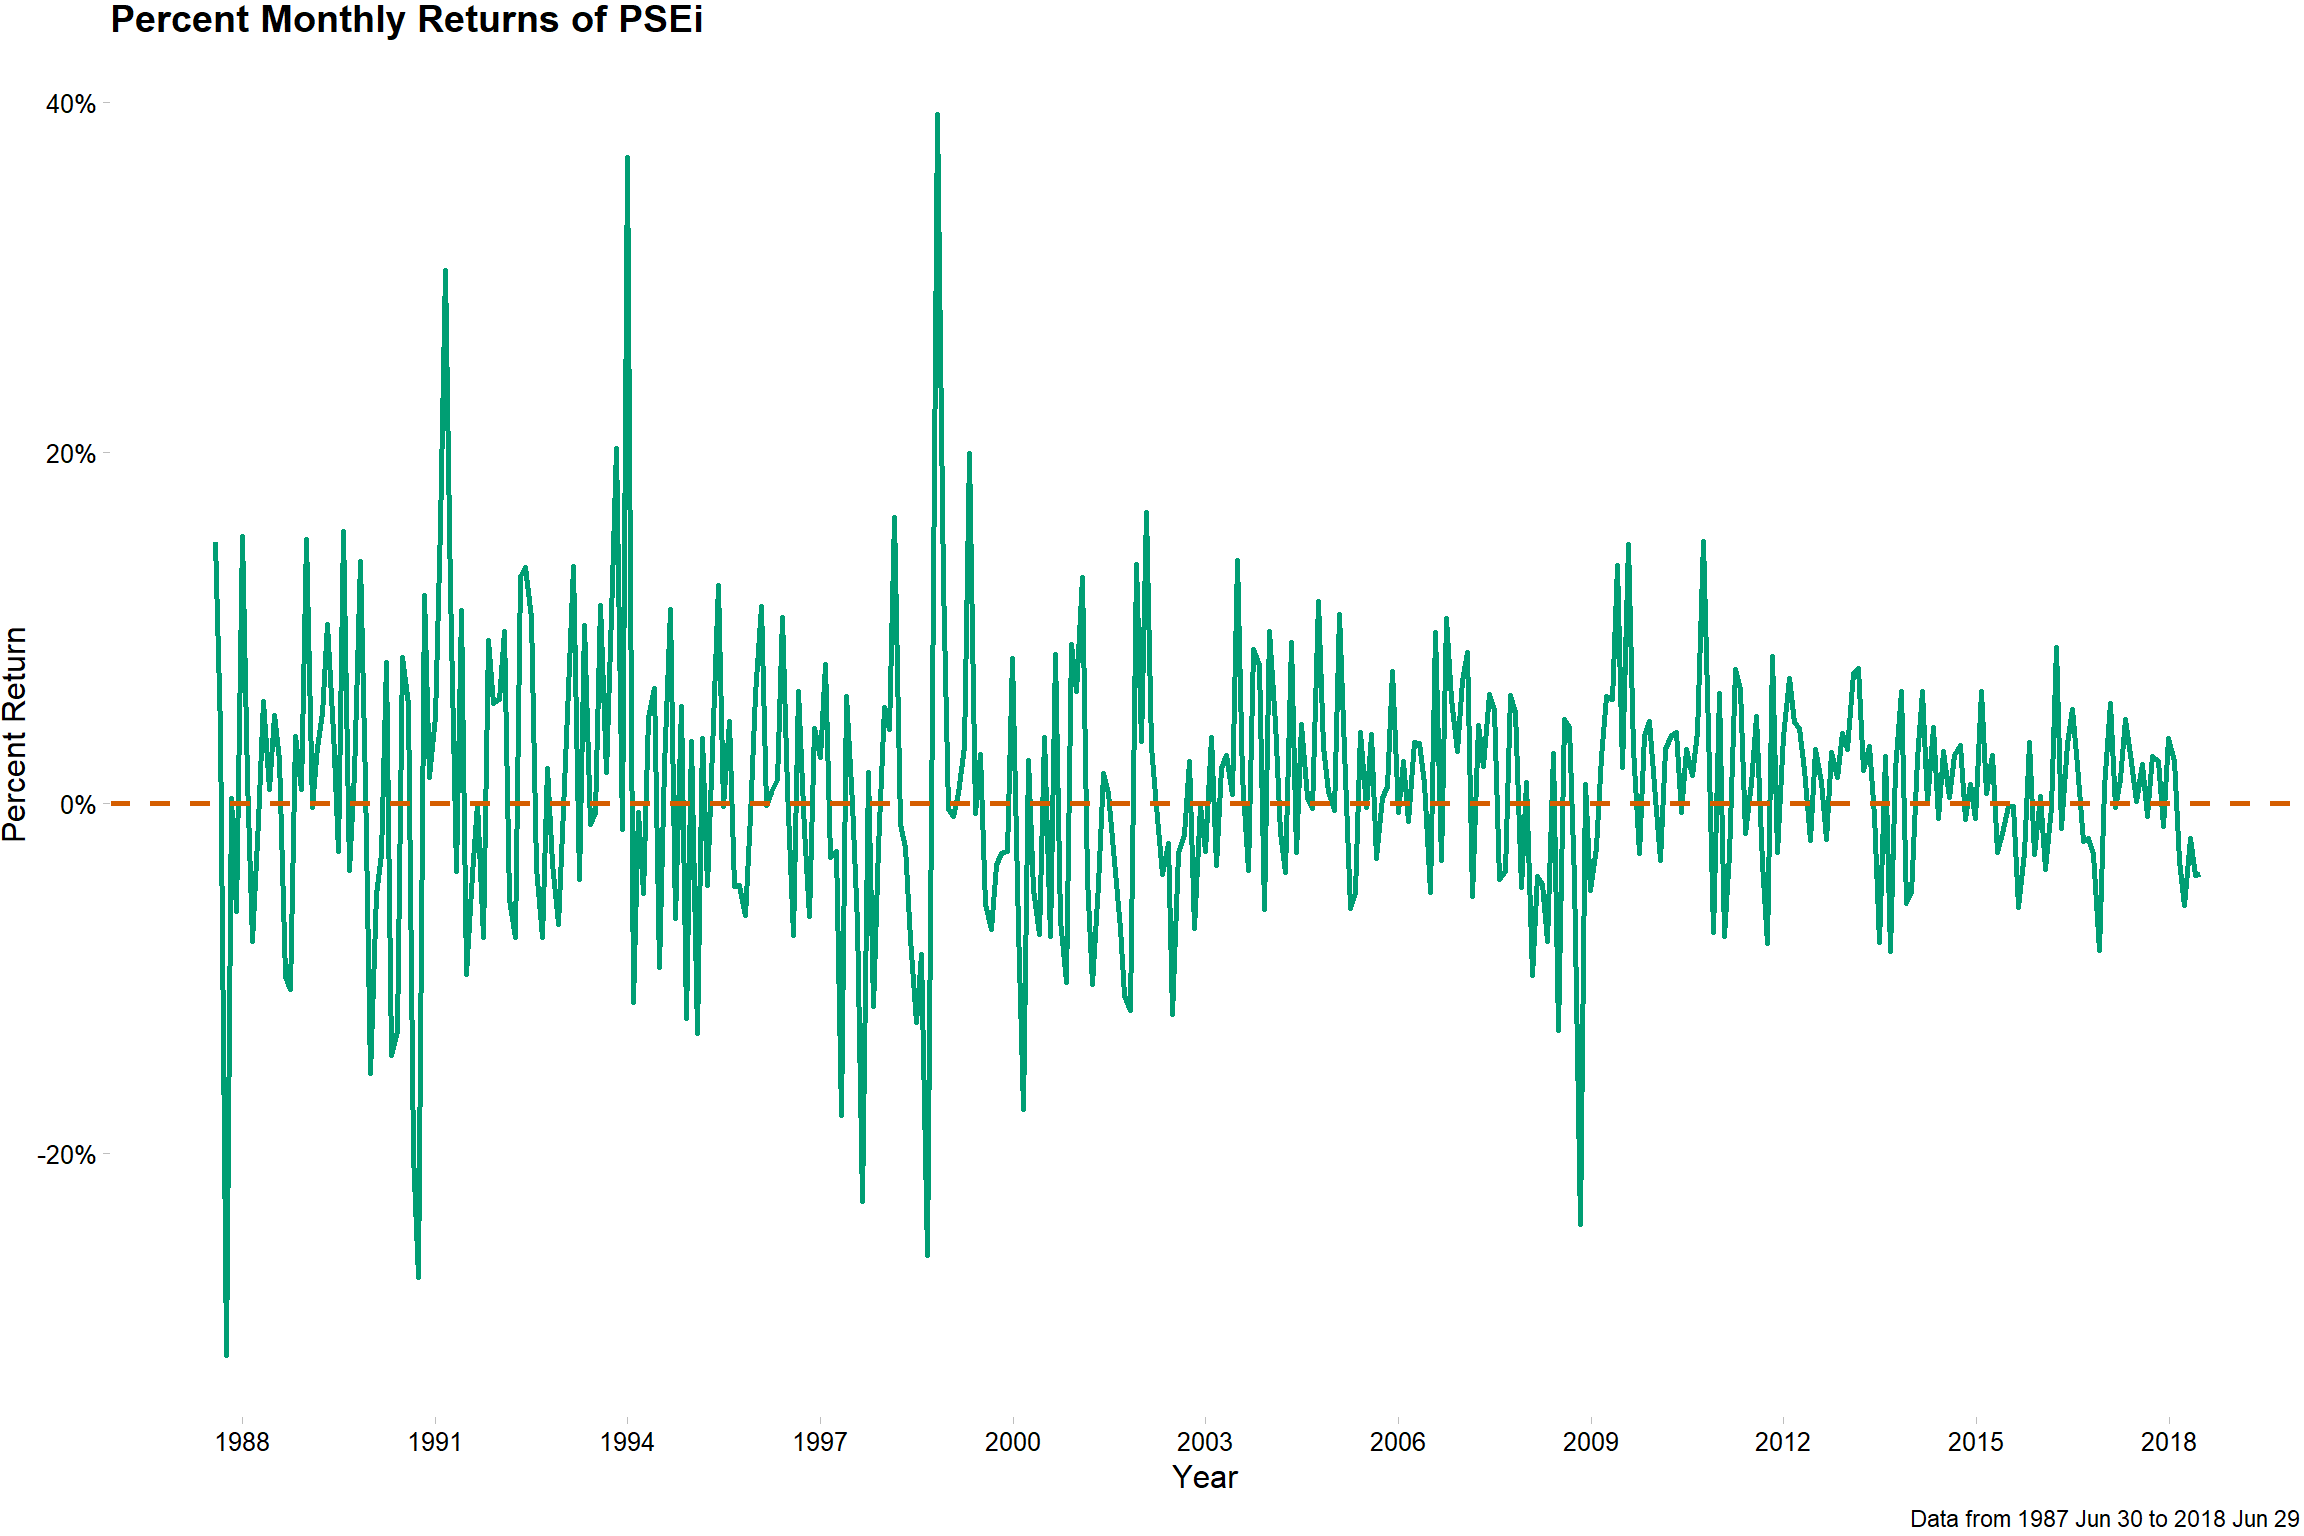 Percent Monthly Returns of PSEi
40%
20%
0%
-20%
Percent Return
1988 1991 1994 1997 2000 2003 2006 2009 2012 2015 2018
Year
Data from 1987 Jun 30 to 2018 Jun 29